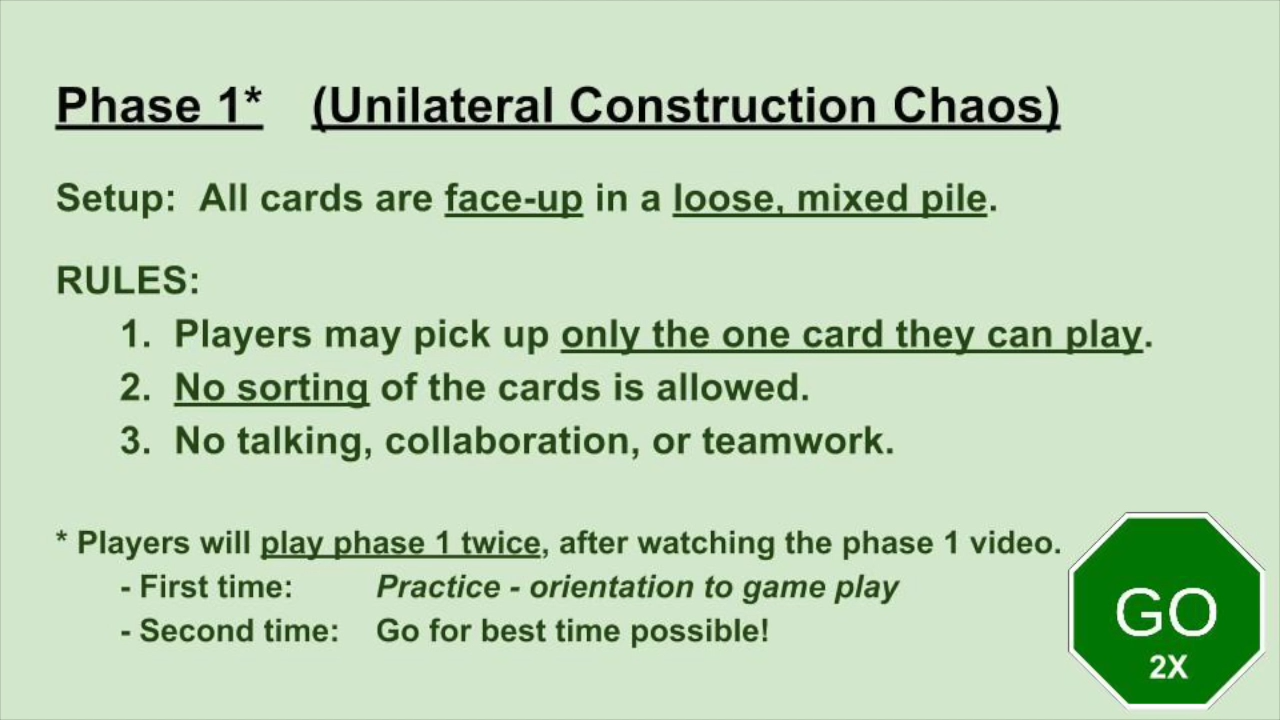 Phase 1* (Unilateral Construction Chaos)
Setup: All cards are face-up in a loose, mixed pile.
RULES:
1. Players may pick up only the one card they can play.
2. No sorting of the cards is allowed.
3. No talking, collaboration, or teamwork.
* Players will play phase 1 twice, after watching the phase 1 video.
- First time: Practice - orientation to game play
- Second time: Go for best time possible!
GO
2X